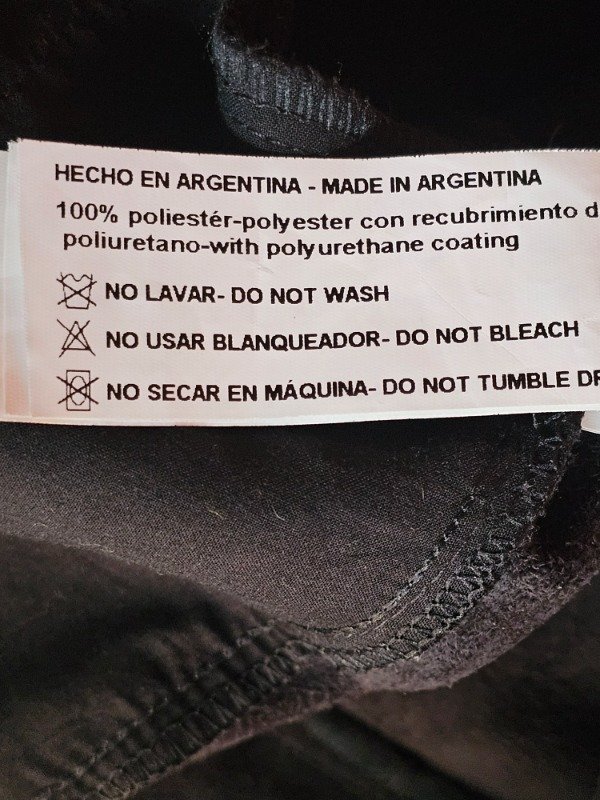 HECHO EN ARGENTINA - MADE IN ARGENTINA
100% poliestér-polyester con recubrimiento
poliuretano-with polyurethane coating
NO LAVAR- DO NOT WASH
NO USAR BLANQUEADOR- DO NOT BLEACH
NO SECAR EN MÁQUINA- DO NOT TUMBLE